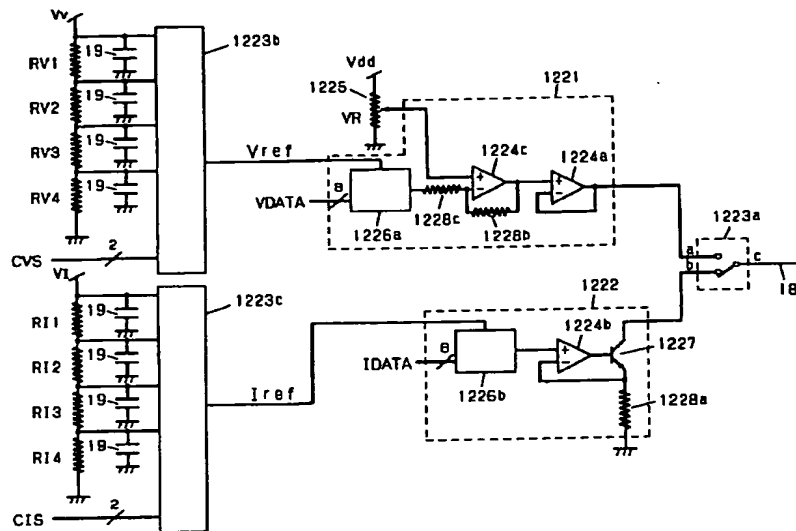 Vv
19
RV1
19
RV2
19
RV3
19
RV4
1223b
CVS
2
Vref
Vdd
1225
VR
1221
1224c
1224a
VDATA
8
1226a
1228c
1228b
1223a
a
b
c
18
VI
19
RI1
19
RI2
19
RI3
19
RI4
1223c
CIS
2
Iref
1222
1224b
IDATA
8
1226b
1227
1228a
+
-
+
-
+
-